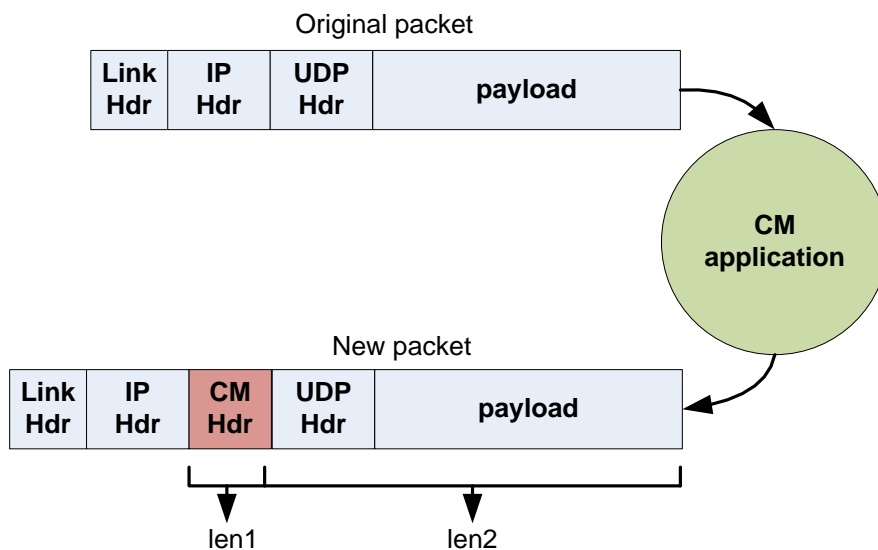 Original packet
Link Hdr
IP Hdr
UDP Hdr
payload
CM application
New packet
Link Hdr
IP Hdr
CM Hdr
UDP Hdr
payload
len1
len2